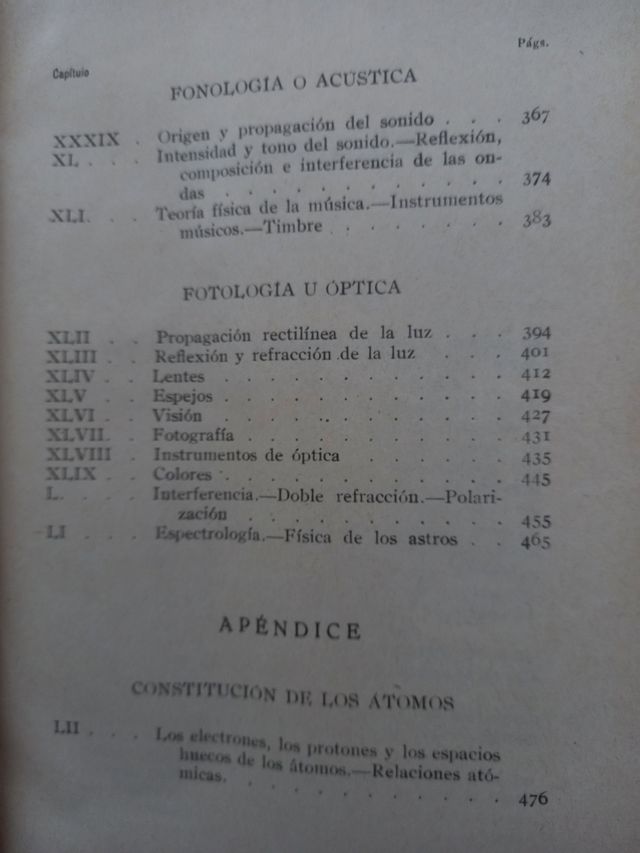 Págs.
Capítulo
FONOLOGÍA O ACÚSTICA
XXXIX . Origen y propagación del sonido . . . 367
XL . . . Intensidad y tono del sonido.—Reflexión,
composición e interferencia de las on-
das . . . . . . . . . . . 374
XLI. . . Teoría física de la música.—Instrumentos
músicos.—Timbre . . . . . . . 383
FOTOLOGÍA U ÓPTICA
XLII . . Propagación rectilínea de la luz . . . 394
XLIII . . Reflexión y refracción de la luz . . . 401
XLIV . . Lentes . . . . . . . . . . . 412
XLV . . Espejos . . . . . . . . . . . 419
XLVI . . Visión . . . . . . . . . . . 427
XLVII. . Fotografía . . . . . . . . . . 431
XLVIII . Instrumentos de óptica . . . . . 435
XLIX . . Colores . . . . . . . . . . . 445
L. . . . Interferencia.—Doble refracción.—Polari-
zación . . . . . . . . . . 455
LI . . . Espectrología.—Física de los astros . . 465
APÉNDICE
CONSTITUCIÓN DE LOS ÁTOMOS
LII . . . Los electrones, los protones y los espacios
huecos de los átomos.—Relaciones ató-
micas. . . . . . . . . . . 476